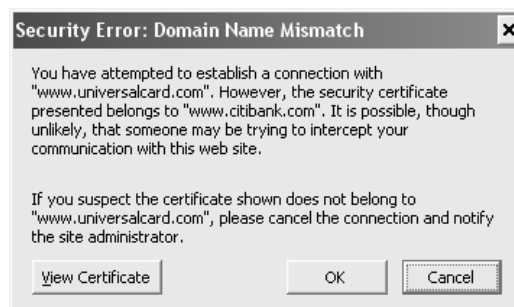 Security Error: Domain Name Mismatch
You have attempted to establish a connection with
"www.universalcard.com". However, the security certificate
presented belongs to "www.citibank.com". It is possible, though
unlikely, that someone may be trying to intercept your
communication with this web site.
If you suspect the certificate shown does not belong to
"www.universalcard.com", please cancel the connection and notify
the site administrator.
View Certificate
OK
Cancel